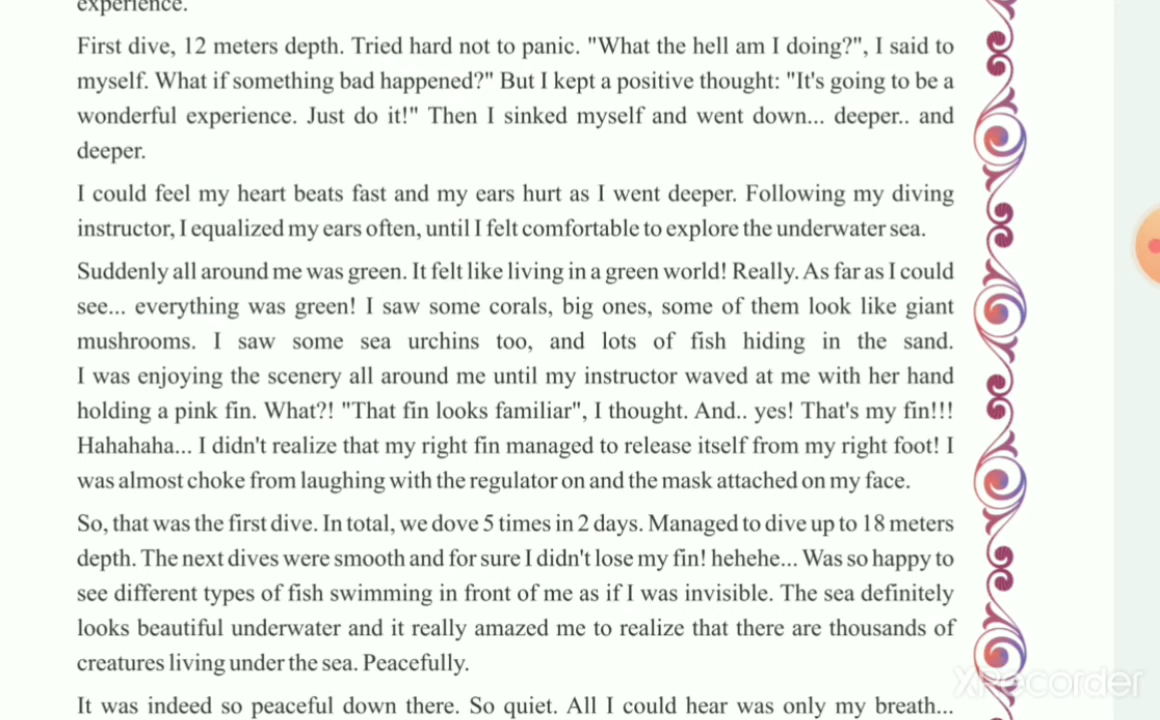 experience.
First dive, 12 meters depth. Tried hard not to panic. "What the hell am I doing?", I said to
myself. What if something bad happened?" But I kept a positive thought: "It's going to be a
wonderful experience. Just do it!" Then I sinked myself and went down... deeper.. and
deeper.
I could feel my heart beats fast and my ears hurt as I went deeper. Following my diving
instructor, I equalized my ears often, until I felt comfortable to explore the underwater sea.
Suddenly all around me was green. It felt like living in a green world! Really. As far as I could
see... everything was green! I saw some corals, big ones, some of them look like giant
mushrooms. I saw some sea urchins too, and lots of fish hiding in the sand.
I was enjoying the scenery all around me until my instructor waved at me with her hand
holding a pink fin. What?! "That fin looks familiar", I thought. And.. yes! That's my fin!!!
Hahahaha... I didn't realize that my right fin managed to release itself from my right foot! I
was almost choke from laughing with the regulator on and the mask attached on my face.
So, that was the first dive. In total, we dove 5 times in 2 days. Managed to dive up to 18 meters
depth. The next dives were smooth and for sure I didn't lose my fin! hehehe... Was so happy to
see different types of fish swimming in front of me as if I was invisible. The sea definitely
looks beautiful underwater and it really amazed me to realize that there are thousands of
creatures living under the sea. Peacefully.
XRecorder
It was indeed so peaceful down there. So quiet. All I could hear was only my breath...